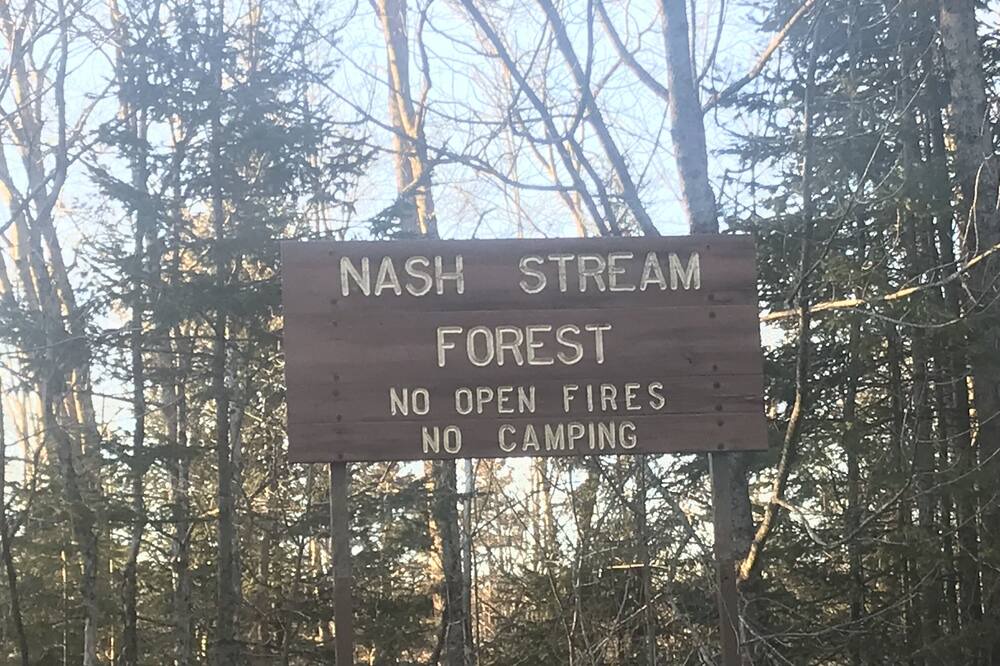 NASH STREAM
FOREST
NO OPEN FIRES
NO CAMPING